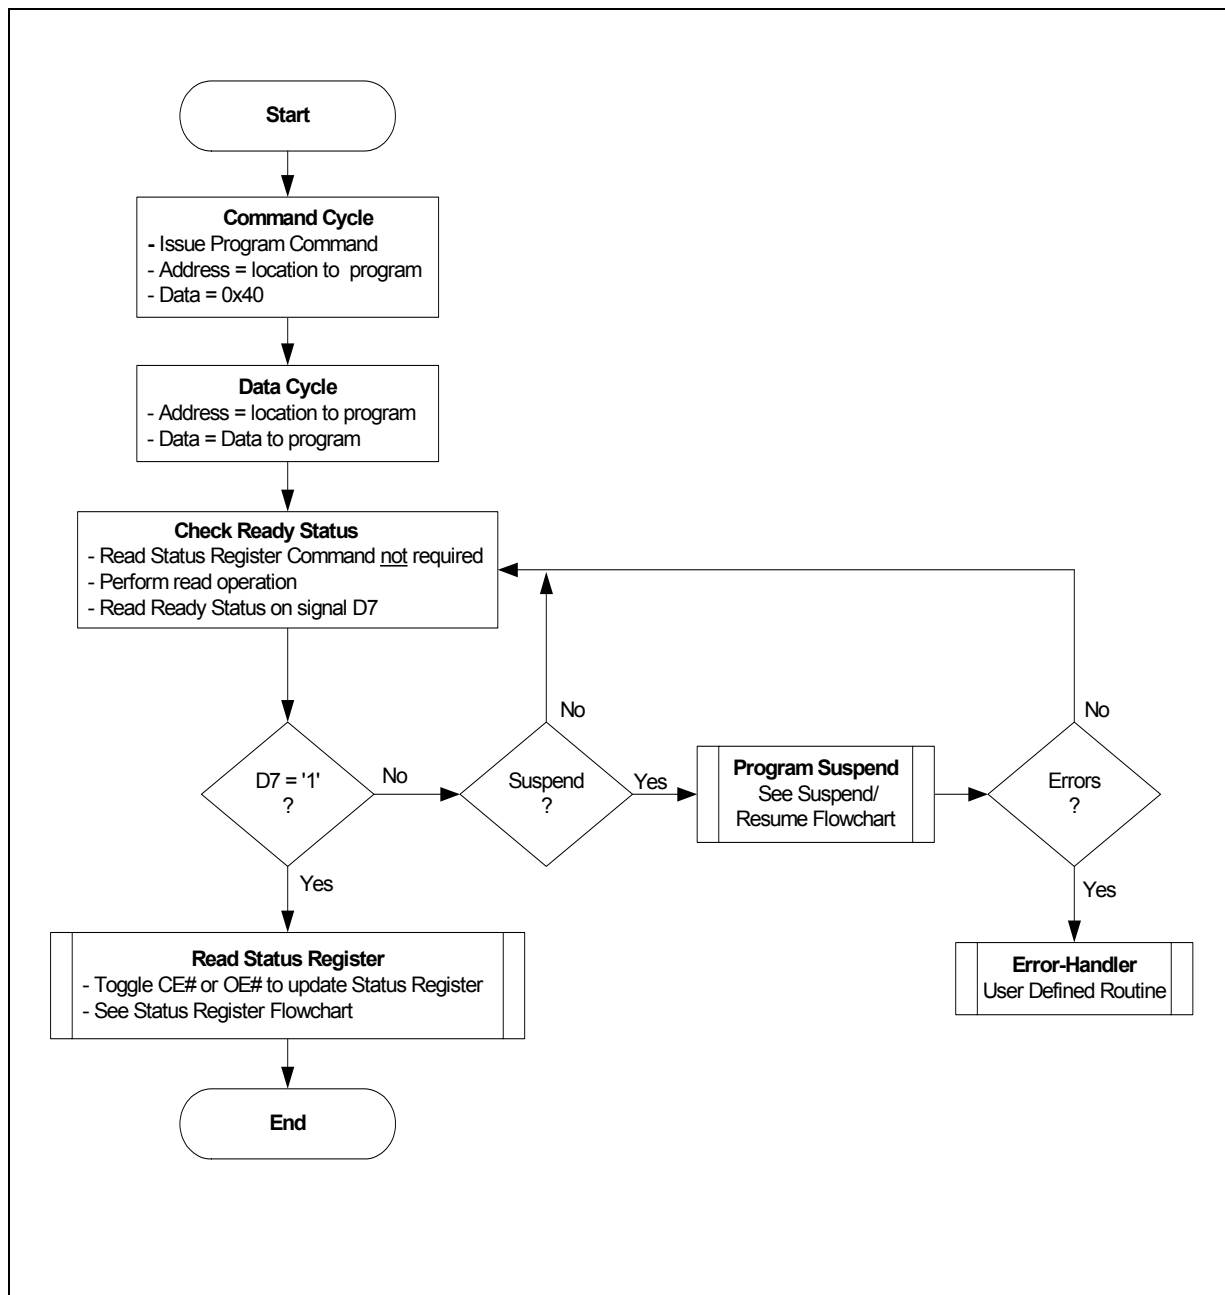 Start
Command Cycle
- Issue Program Command
- Address = location to program
- Data = 0x40
Data Cycle
- Address = location to program
- Data = Data to program
Check Ready Status
- Read Status Register Command not required
- Perform read operation
- Read Ready Status on signal D7
D7 = '1'
?
No
Yes
Suspend
?
No
Yes
Program Suspend
See Suspend/
Resume Flowchart
Errors
?
No
Yes
Error-Handler
User Defined Routine
Read Status Register
- Toggle CE# or OE# to update Status Register
- See Status Register Flowchart
End